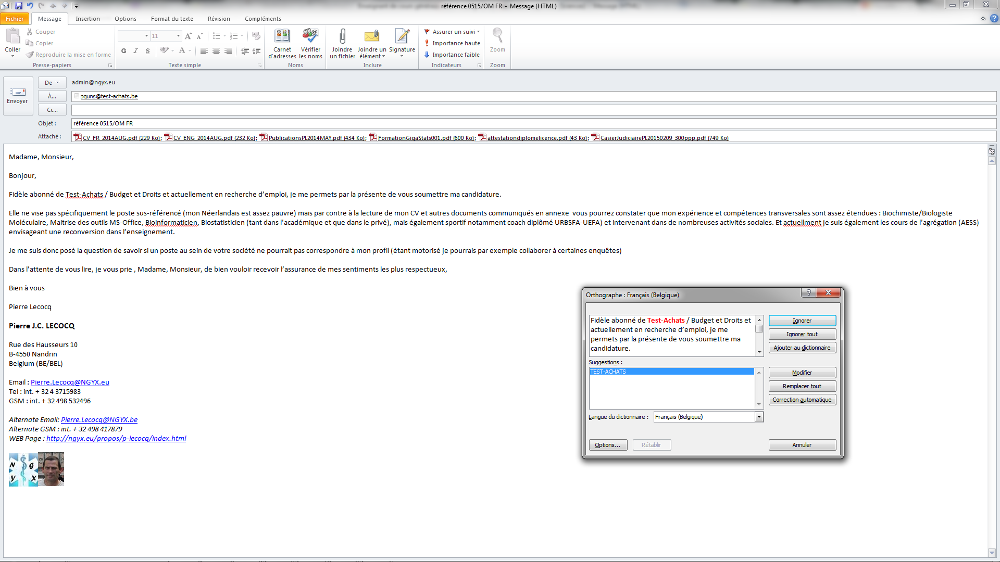 référence 0515/OM FR - Message (HTML)
Fichier Message Insertion Options Format du texte Révision Compléments
Coller
Couper
Copier
Reproduire la mise en forme
Presse-papiers
11
G I S
Texte simple
Carnet d'adresses
Vérifier les noms
Noms
Joindre un fichier
Joindre un élément
Signature
Inclure
Assurer un suivi
Importance haute
Importance faible
Indicateurs
Zoom
Zoom
Envoyer
De admin@ngyx.eu
À... pguns@test-achats.be
Cc...
Objet : référence 0515/OM FR
Attaché : CV_FR_2014AUG.pdf (229 Ko); CV_ENG_2014AUG.pdf (232 Ko); PublicationsPL2014MAY.pdf (434 Ko); FormationGigaStats001.pdf (600 Ko); attestationdiplomelicence.pdf (43 Ko); CasierJudiciairePL20150209_300ppp.pdf (749 Ko)
Madame, Monsieur,
Bonjour,
Fidèle abonné de Test-Achats / Budget et Droits et actuellement en recherche d’emploi, je me permets par la présente de vous soumettre ma candidature.
Elle ne vise pas spécifiquement le poste sus-référencé (mon Néerlandais est assez pauvre) mais par contre à la lecture de mon CV et autres documents communiqués en annexe vous pourrez constater que mon expérience et compétences transversales sont assez étendues : Biochimiste/Biologiste
Moléculaire, Maitrise des outils MS-Office, Bioinformaticien, Biostatisticien (tant dans l’académique et que dans le privé), mais également sportif notamment coach diplômé URBSFA-UEFA) et intervenant dans de nombreuses activités sociales. Et actuellment je suis également les cours de l’agrégation (AESS)
envisageant une reconversion dans l’enseignement.
Je me suis donc posé la question de savoir si un poste au sein de votre société ne pourrait pas correspondre à mon profil (étant motorisé je pourrais par exemple collaborer à certaines enquêtes)
Dans l’attente de vous lire, je vous prie , Madame, Monsieur, de bien vouloir recevoir l’assurance de mes sentiments les plus respectueux,
Bien à vous
Pierre Lecocq
Pierre J.C. LECOCQ
Rue des Hausseurs 10
B-4550 Nandrin
Belgium (BE/BEL)
Email : Pierre.Lecocq@NGYX.eu
Tel : int. + 32 4 3715983
GSM : int. + 32 498 532496
Alternate Email: Pierre.Lecocq@NGYX.be
Alternate GSM : int. + 32 498 417879
WEB Page : http://ngyx.eu/propos/p-lecocq/index.html
N G
Y X
Orthographe : Français (Belgique)
Fidèle abonné de Test-Achats / Budget et Droits et
actuellement en recherche d’emploi, je me
permets par la présente de vous soumettre ma
candidature.
Ignorer
Ignorer tout
Ajouter au dictionnaire
Suggestions :
TEST-ACHATS
Modifier
Remplacer tout
Correction automatique
Langue du dictionnaire : Français (Belgique)
Options... Rétablir Annuler